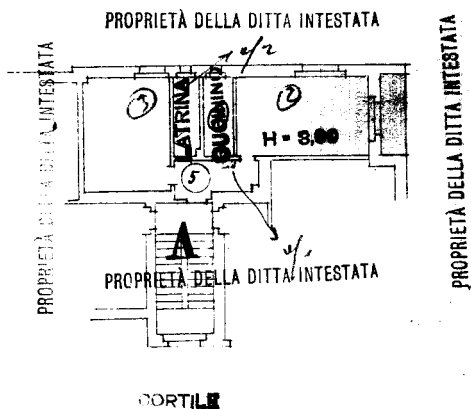 PROPRIETÀ DELLA DITTA INTESTATA
PROPRIETÀ DELLA DITTA INTESTATA
PROPRIETÀ DELLA DITTA INTESTATA
3
LATRINA
CUCININO
2
H = 3,00
5
A
PROPRIETÀ DELLA DITTA INTESTATA
CORTILE